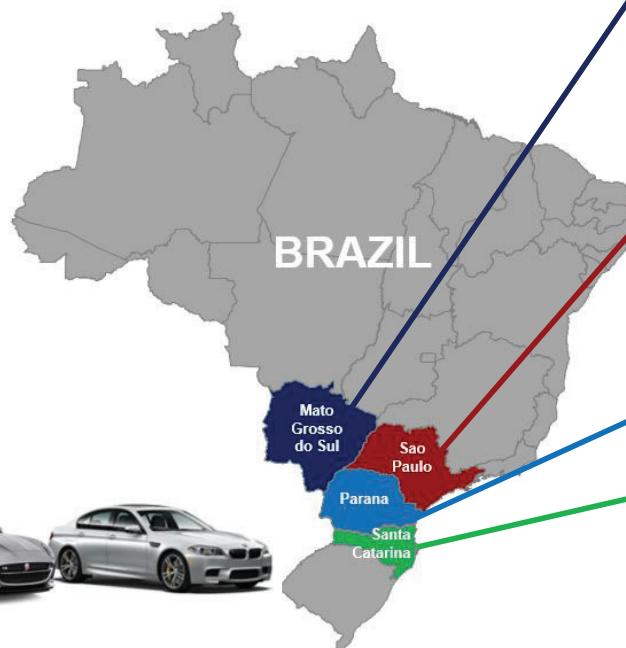 BRAZIL
Mato
Grosso
do Sul
Sao
Paulo
Parana
Santa
Catarina